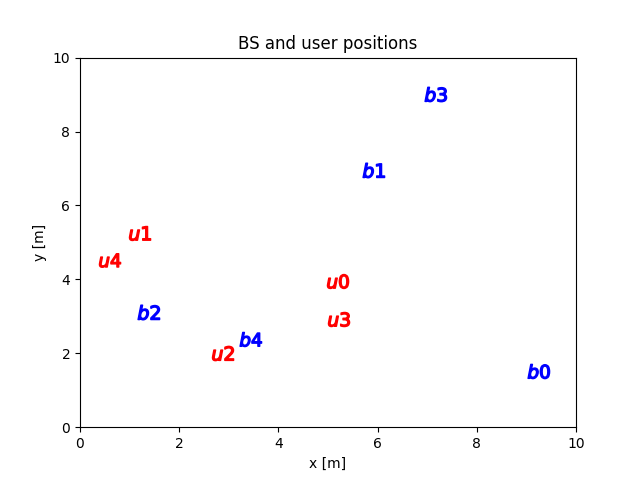 BS and user positions
10
b3
8
b1
y [m]
6
u1
u4
4
u0
b2
u3
b4
2
u2
b0
0
0 2 4 6 8 10
x [m]